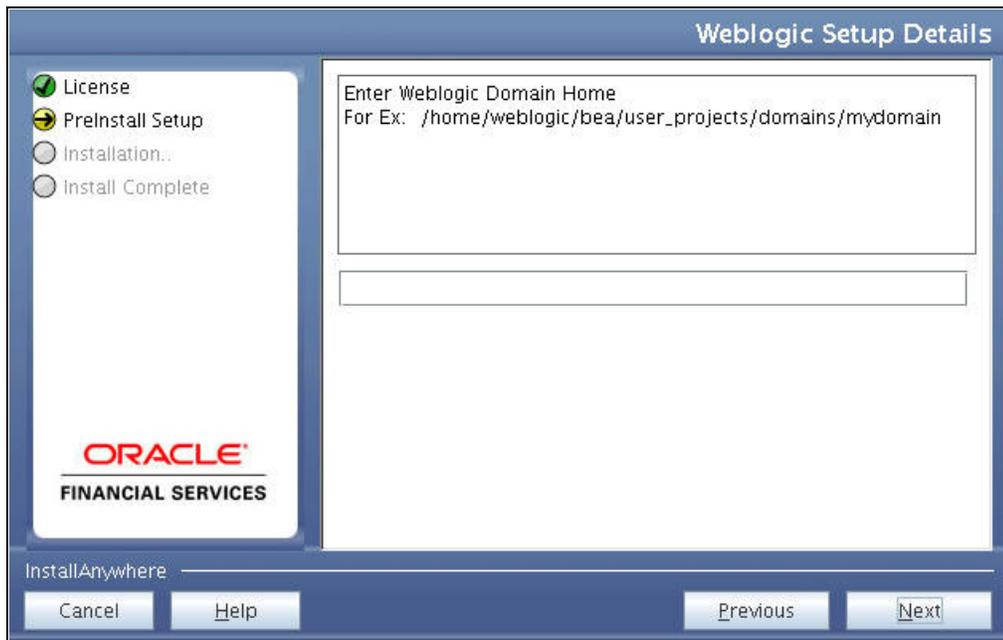 Weblogic Setup Details
License
PreInstall Setup
Installation..
Install Complete
Enter Weblogic Domain Home
For Ex: /home/weblogic/bea/user_projects/domains/mydomain
ORACLE
FINANCIAL SERVICES
InstallAnywhere
Cancel Help Previous Next